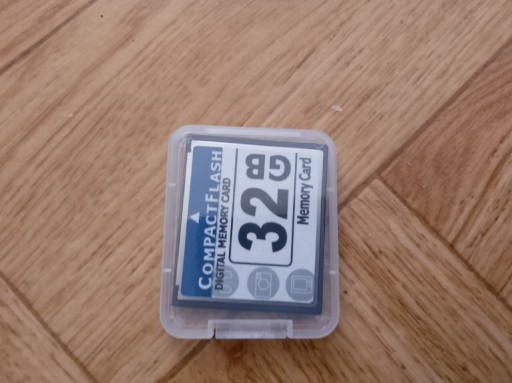 COMPACTFLASH
DIGITAL MEMORY CARD
32GB
Memory Card